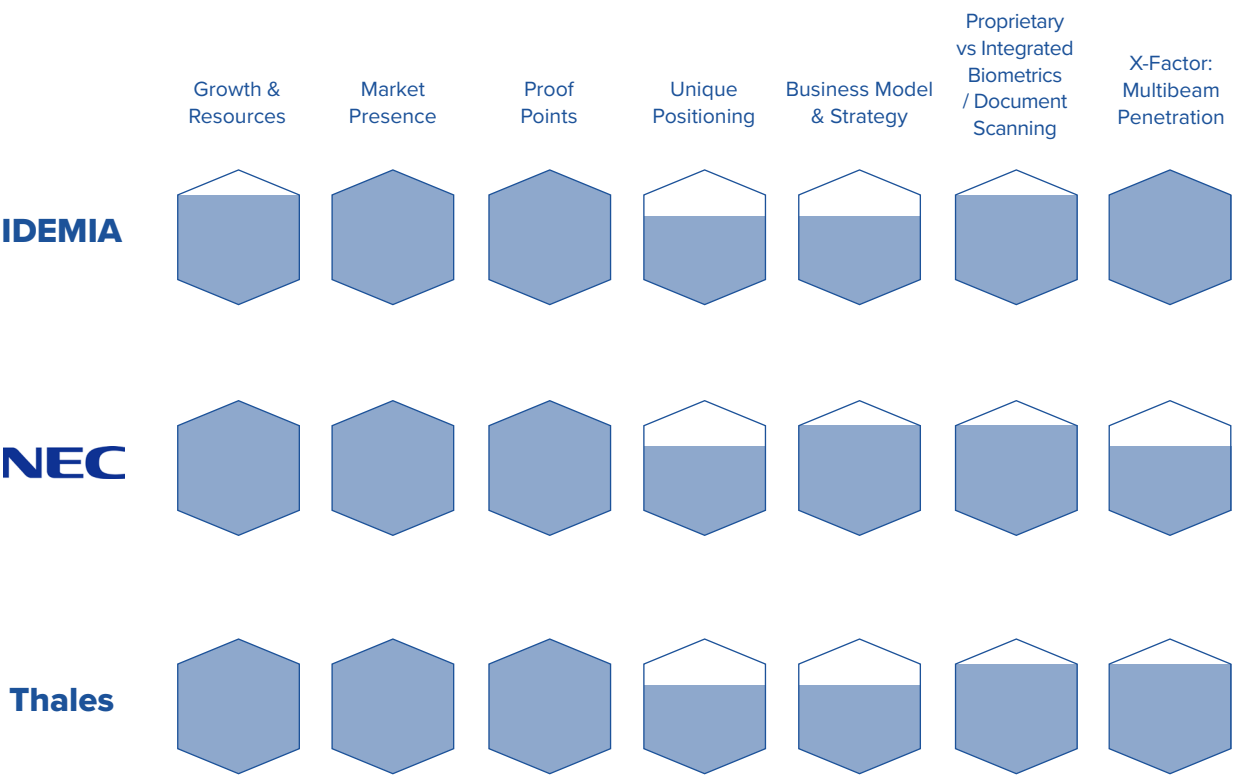 Growth &
Resources
Market
Presence
Proof
Points
Unique
Positioning
Business Model
& Strategy
Proprietary
vs Integrated
Biometrics
/ Document
Scanning
X-Factor:
Multibeam
Penetration
IDEMIA
NEC
Thales